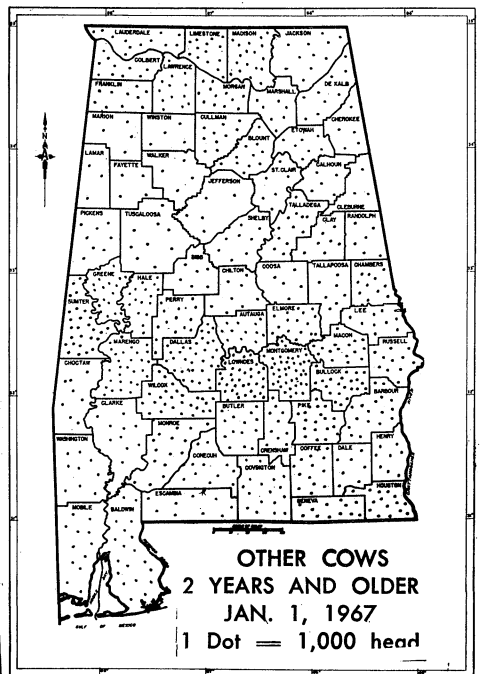 LAUDERDALE LIMESTONE MADISON JACKSON
COLBERT
LAWRENCE
FRANKLIN MORGAN MARSHALL DE KALB
MARION WINSTON CULLMAN CHEROKEE
ETOWAH
BLOUNT
LAMAR WALKER
FAYETTE ST. CLAIR CALHOUN
JEFFERSON
TALLADEGA CLEBURNE
PICKENS TUSCALOOSA SHELBY CLAY RANDOLPH
BIBB
GREENE HALE CHILTON COOSA TALLAPOOSA CHAMBERS
SUMTER PERRY
AUTAUGA ELMORE LEE
MARENGO DALLAS MACON
LOWNDES MONTGOMERY RUSSELL
CHOCTAW BULLOCK
WILCOX BARBOUR
CLARKE BUTLER PIKE
MONROE
WASHINGTON CONECUH CRENSHAW COFFEE DALE HENRY
COVINGTON
ESCAMBIA GENEVA HOUSTON
MOBILE BALDWIN
GULF OF MEXICO
OTHER COWS
2 YEARS AND OLDER
JAN. 1, 1967
1 Dot = 1,000 head